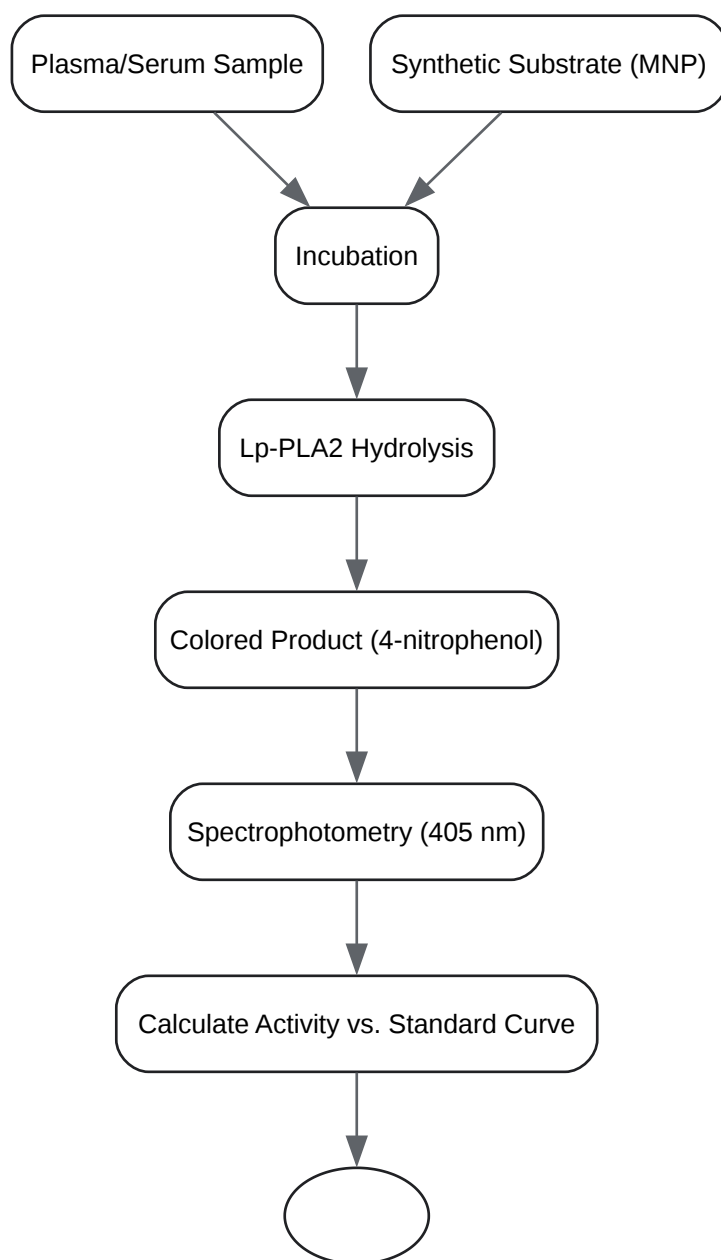 Plasma/Serum Sample
Synthetic Substrate (MNP)
Incubation
Lp-PLA2 Hydrolysis
Colored Product (4-nitrophenol)
Spectrophotometry (405 nm)
Calculate Activity vs. Standard Curve